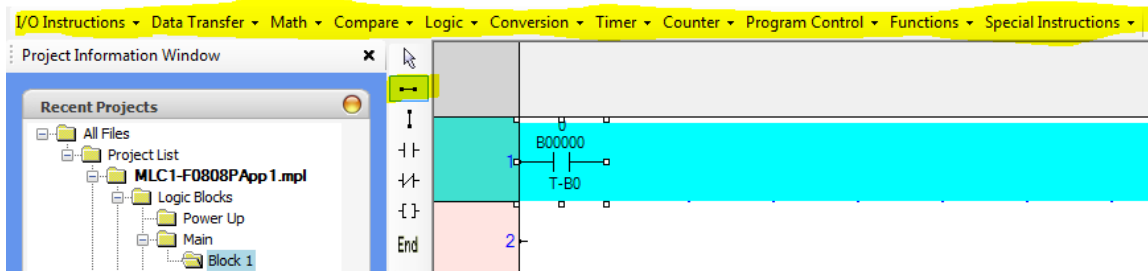 I/O Instructions Data Transfer Math Compare Logic Conversion Timer Counter Program Control Functions Special Instructions
Project Information Window
Recent Projects
All Files
Project List
MLC1-F0808PApp1.mpl
Logic Blocks
Power Up
Main
Block 1
End
0
B00000
1
T-B0
2